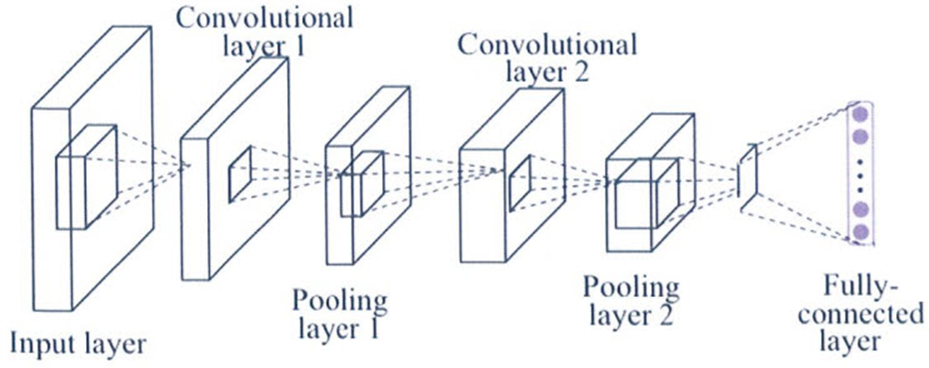 Convolutional
layer 1
Convolutional
layer 2
Pooling
layer 1
Pooling
layer 2
Fully-
connected
layer
Input layer